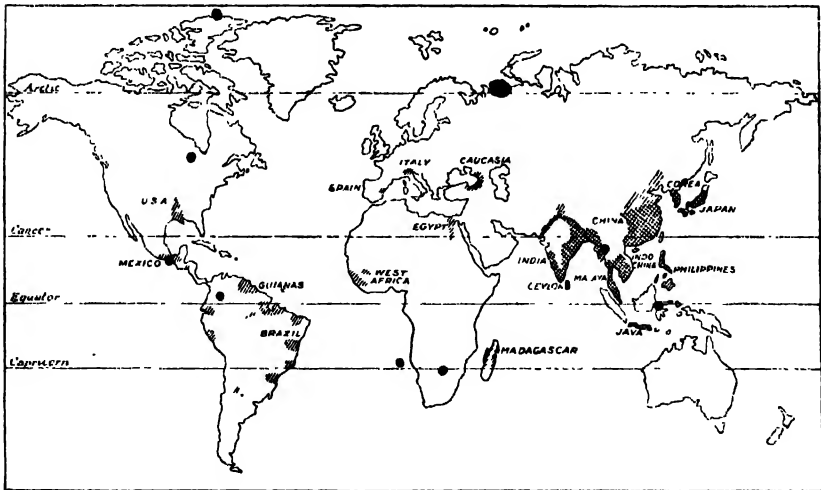 Arctic
ITALY
CAUCASIA
SPAIN
COREA
U.S.A
JAPAN
CHINA
Cancer
EGYPT
MEXICO
INDIA
INDO
CHINA
WEST
AFRICA
PHILIPPINES
GUIANAS
CEYLON
Equator
BRAZIL
JAVA
MADAGASCAR
Capricorn